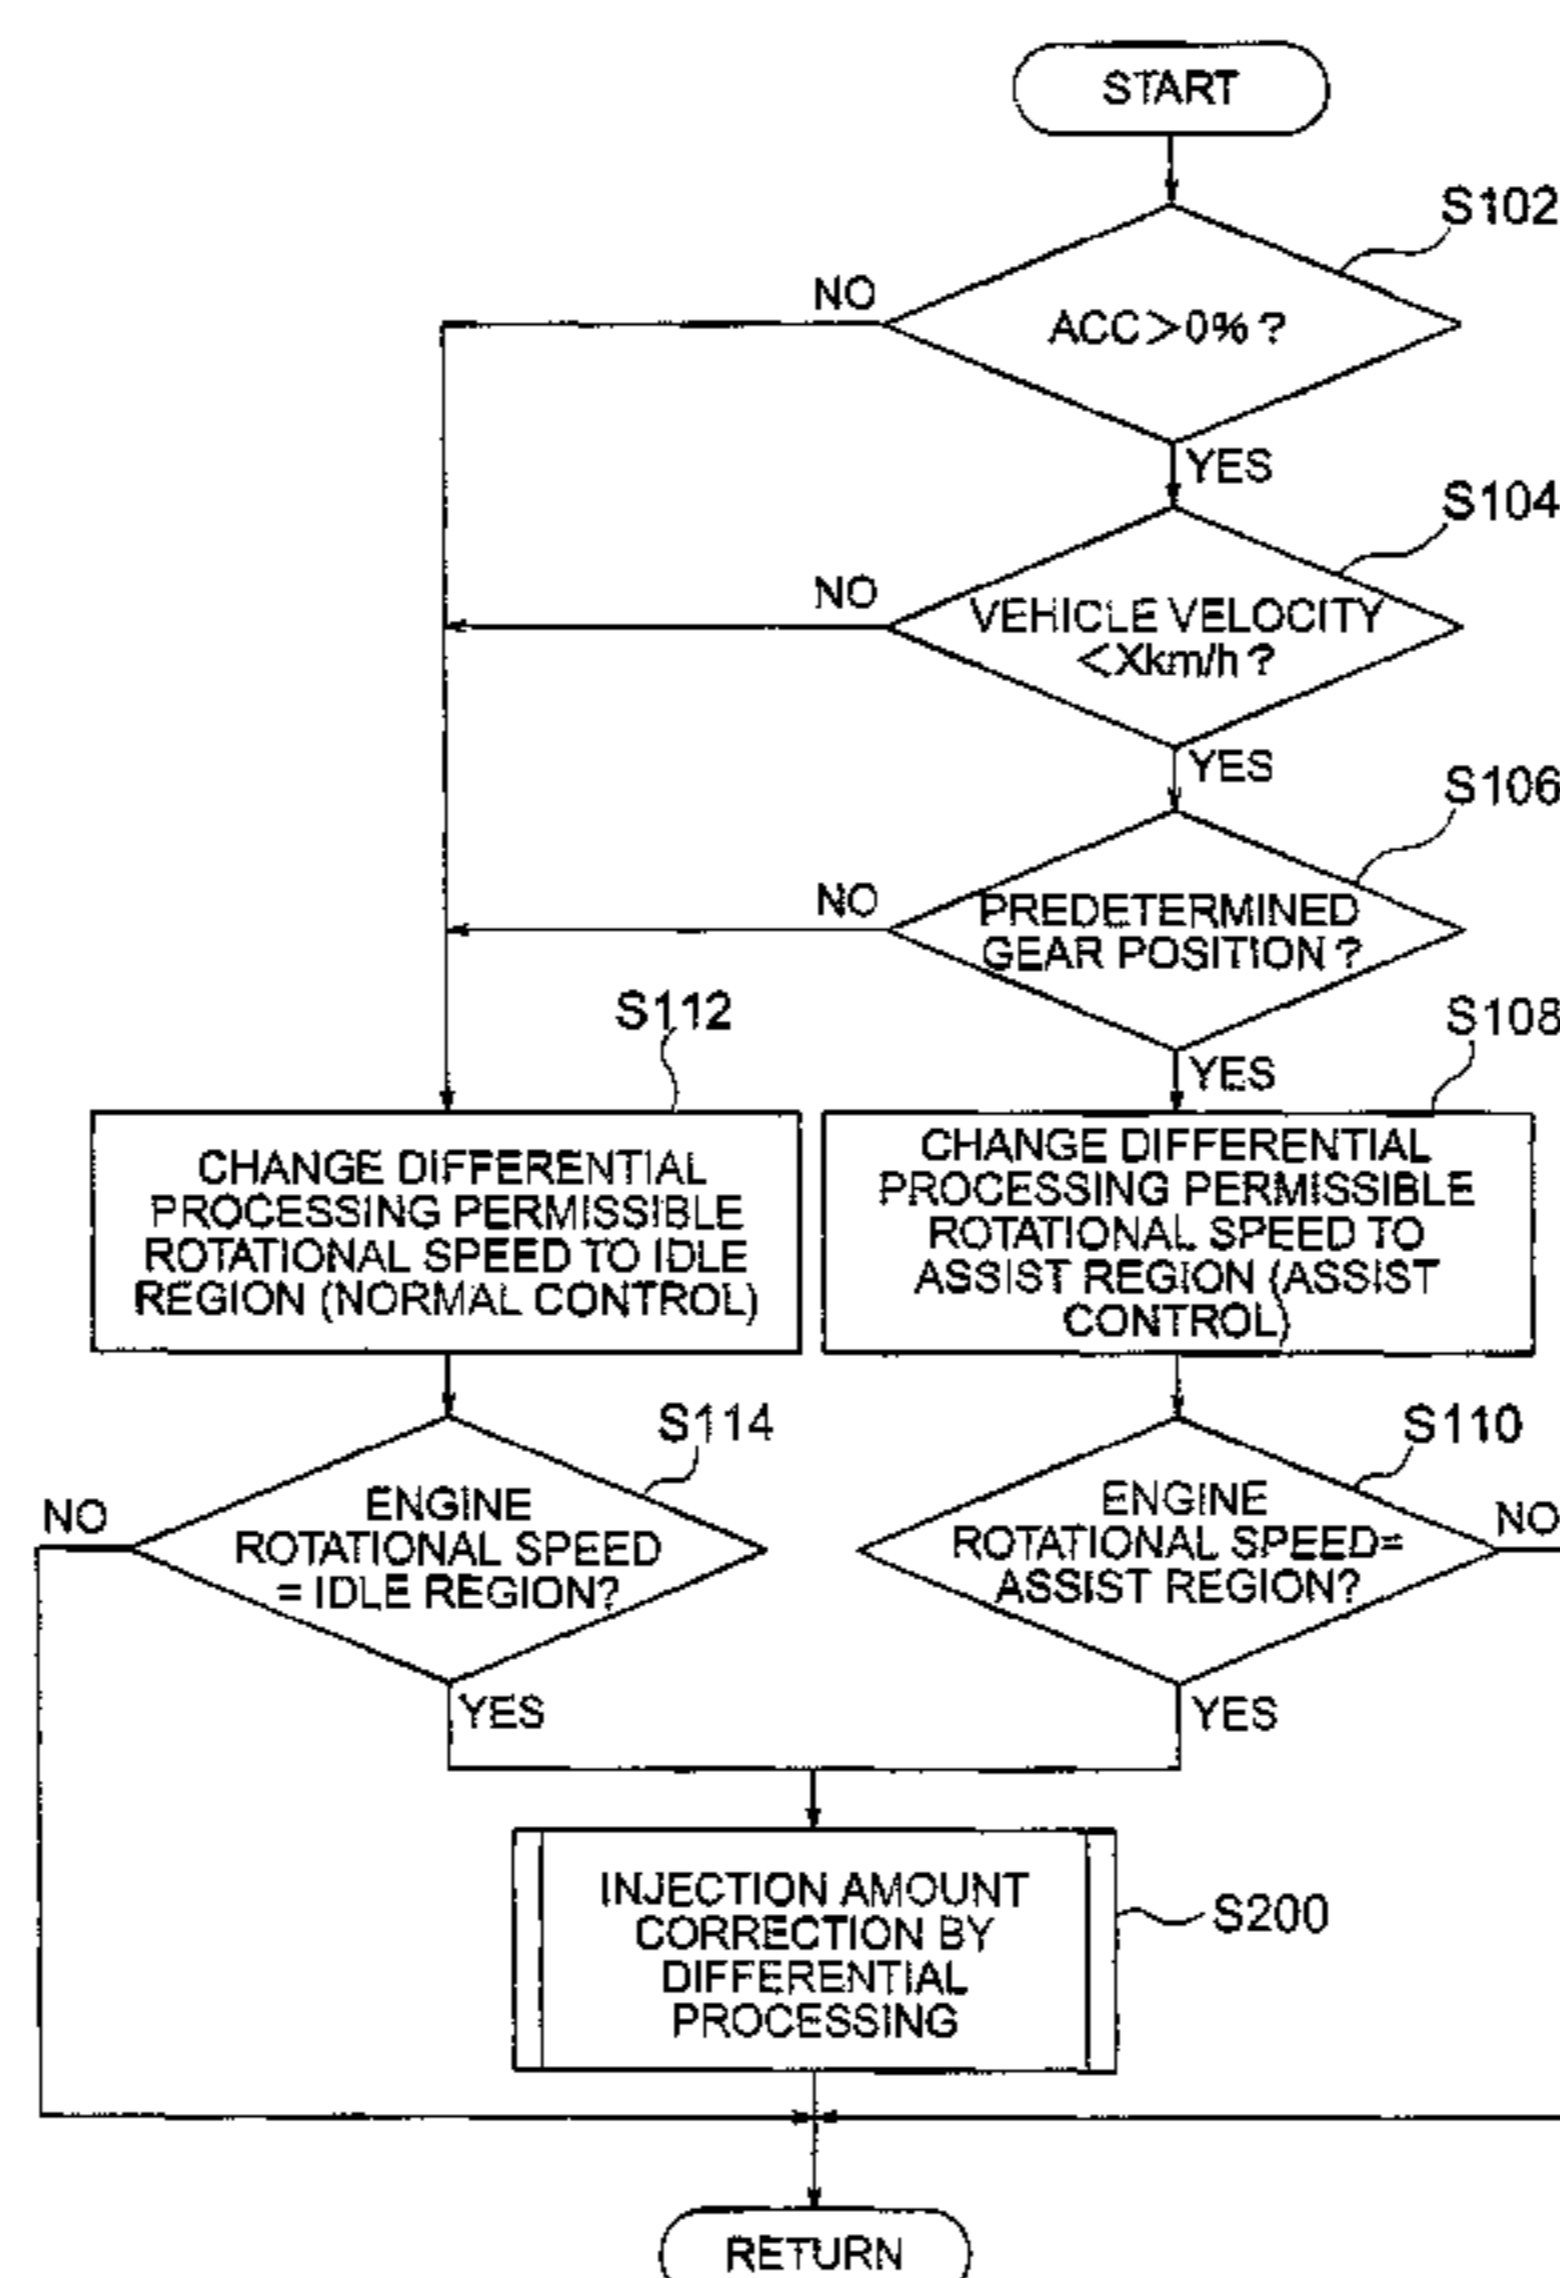 START
S102
NO
ACC>0%?
YES
S104
NO
VEHICLE VELOCITY
<Xkm/h?
YES
S106
NO
PREDETERMINED
GEAR POSITION?
S112
S108
YES
CHANGE DIFFERENTIAL
PROCESSING PERMISSIBLE
ROTATIONAL SPEED TO IDLE
REGION (NORMAL CONTROL)
CHANGE DIFFERENTIAL
PROCESSING PERMISSIBLE
ROTATIONAL SPEED TO
ASSIST REGION (ASSIST
CONTROL)
S114
S110
NO
ENGINE
ROTATIONAL SPEED
= IDLE REGION?
ENGINE
ROTATIONAL SPEED=
ASSIST REGION?
NO
YES
YES
INJECTION AMOUNT
CORRECTION BY
DIFFERENTIAL
PROCESSING
S200
RETURN